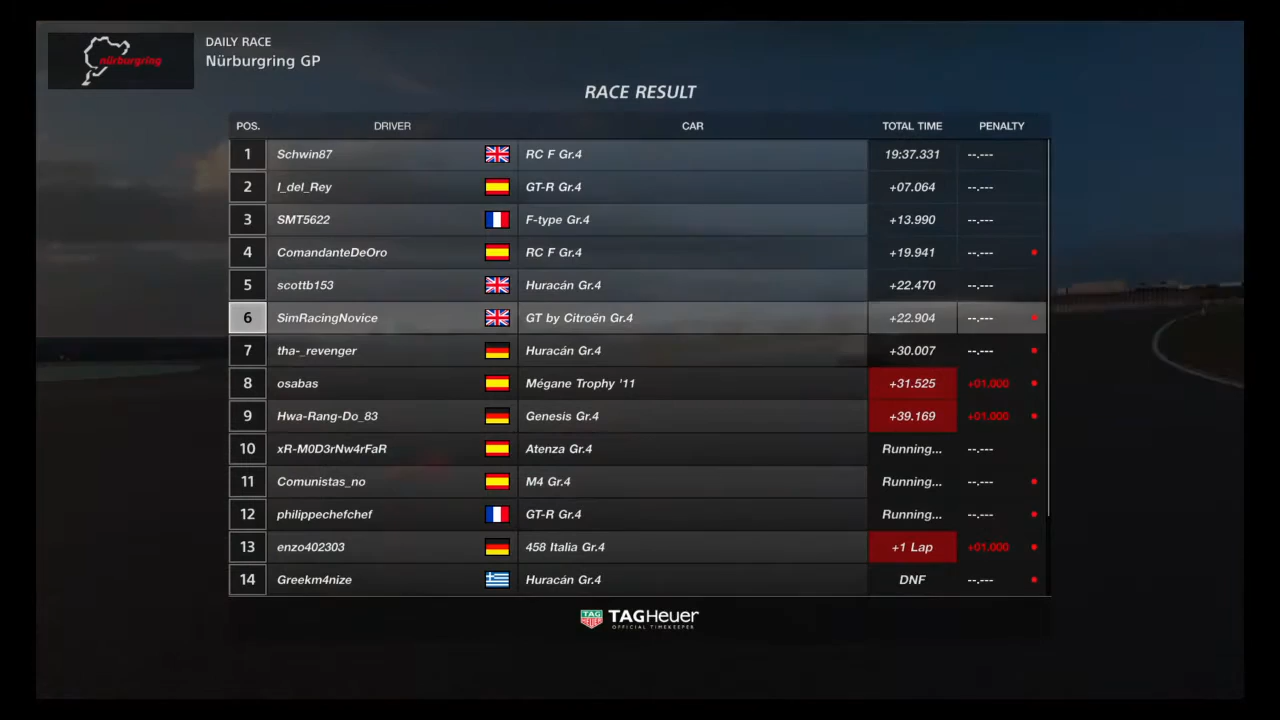 DAILY RACE
nürburgring
Nürburgring GP
RACE RESULT
POS. DRIVER CAR TOTAL TIME PENALTY
1 Schwin87 RC F Gr.4 19:37.331 --.---
2 I_del_Rey GT-R Gr.4 +07.064 --.---
3 SMT5622 F-type Gr.4 +13.990 --.---
4 ComandanteDeOro RC F Gr.4 +19.941 --.---
5 scottb153 Huracán Gr.4 +22.470 --.---
6 SimRacingNovice GT by Citroën Gr.4 +22.904 --.---
7 tha-_revenger Huracán Gr.4 +30.007 --.---
8 osabas Mégane Trophy '11 +31.525 +01.000
9 Hwa-Rang-Do_83 Genesis Gr.4 +39.169 +01.000
10 xR-M0D3rNw4rFaR Atenza Gr.4 Running... --.---
11 Comunistas_no M4 Gr.4 Running... --.---
12 philippechefchef GT-R Gr.4 Running... --.---
13 enzo402303 458 Italia Gr.4 +1 Lap +01.000
14 Greekm4nize Huracán Gr.4 DNF --.---
TAG HEUER TAGHeuer
OFFICIAL TIMEKEEPER